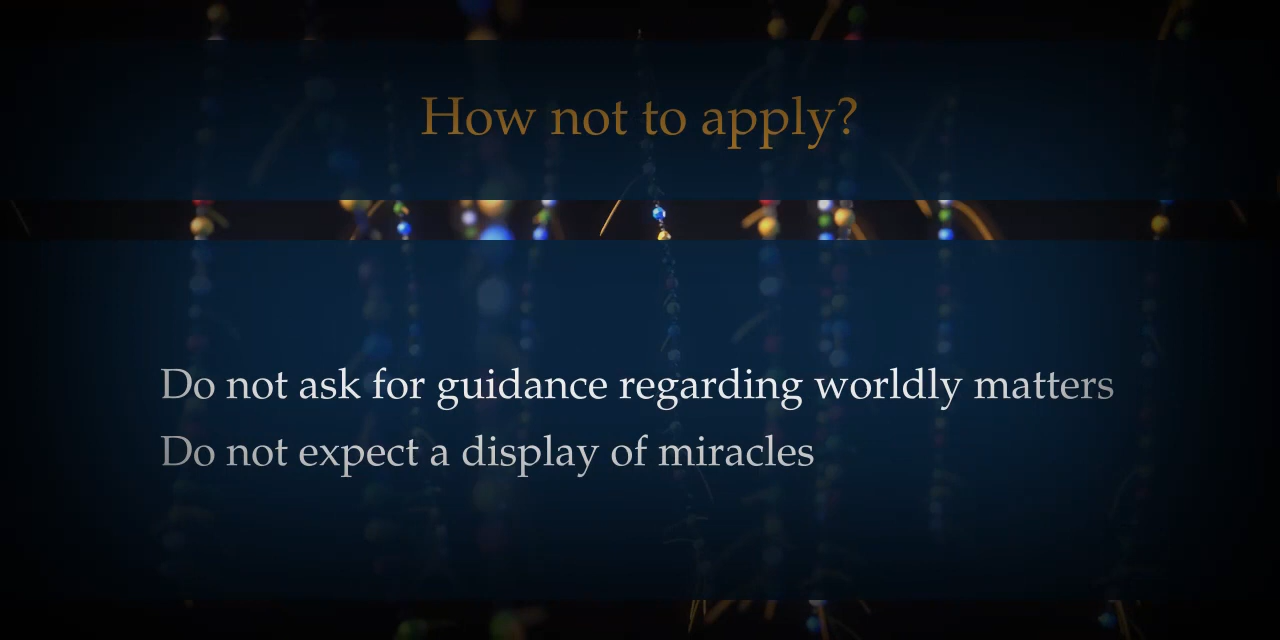 How not to apply?
Do not ask for guidance regarding worldly matters
Do not expect a display of miracles